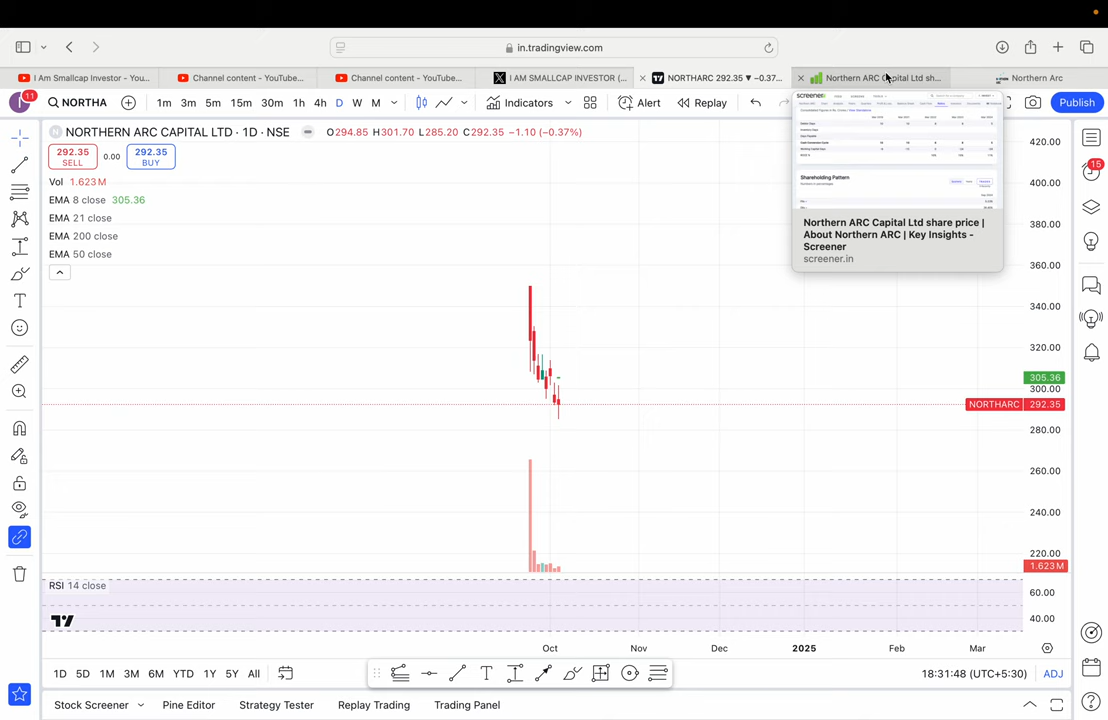 in.tradingview.com
I Am Smallcap Investor - You...
Channel content - YouTube...
Channel content - YouTube...
I AM SMALLCAP INVESTOR (...
NORTHARC 292.35 ▼ −0.37...
Northern ARC Capital Ltd sh...
Northern Arc
11
NORTHA
1m 3m 5m 15m 30m 1h 4h D W M
Indicators
Alert
Replay
Publish
NORTHERN ARC CAPITAL LTD · 1D · NSE
O294.85 H301.70 L285.20 C292.35 −1.10 (−0.37%)
292.35
SELL
0.00
292.35
BUY
Vol 1.623M
EMA 8 close 305.36
EMA 21 close
EMA 200 close
EMA 50 close
screener
Shareholding Pattern
Northern ARC Capital Ltd share price |
About Northern ARC | Key Insights -
Screener
screener.in
15
420.00
400.00
380.00
360.00
340.00
320.00
305.36
300.00
NORTHARC 292.35
280.00
260.00
240.00
220.00
1.623M
RSI 14 close
60.00
40.00
Oct Nov Dec 2025 Feb Mar
1D 5D 1M 3M 6M YTD 1Y 5Y All
18:31:48 (UTC+5:30)
ADJ
Stock Screener
Pine Editor
Strategy Tester
Replay Trading
Trading Panel